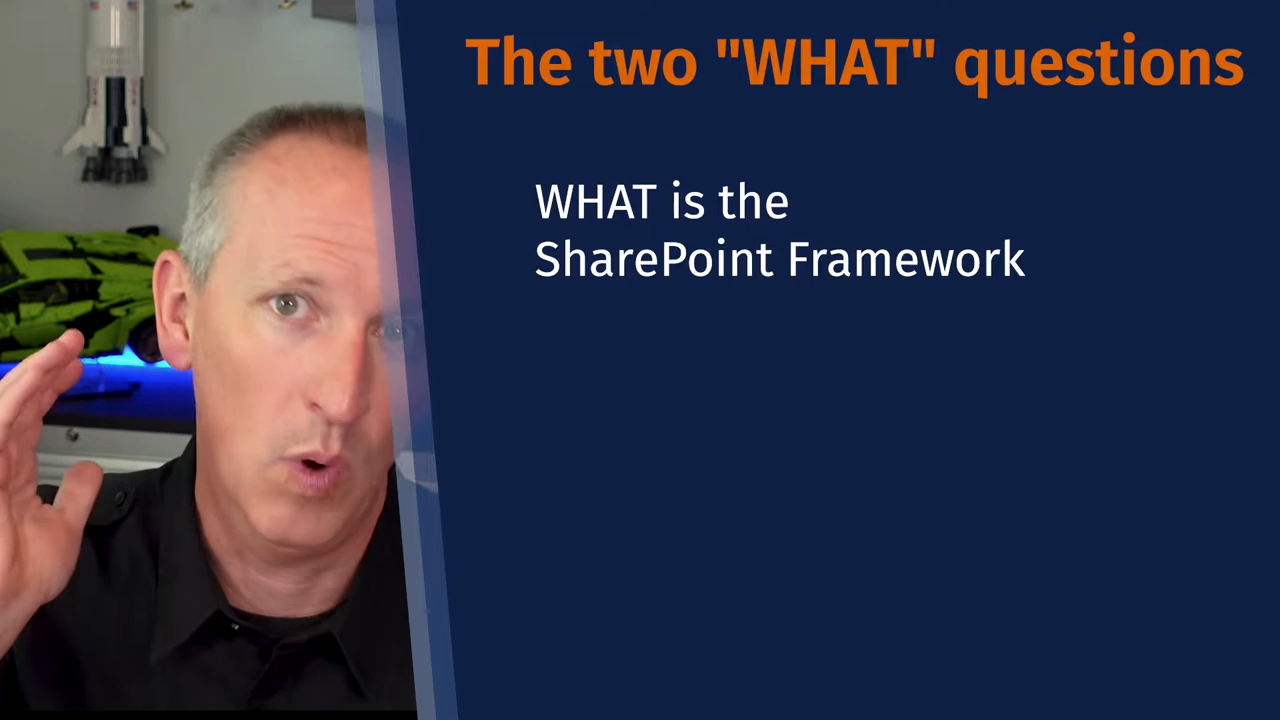 The two "WHAT" questions
WHAT is the
SharePoint Framework